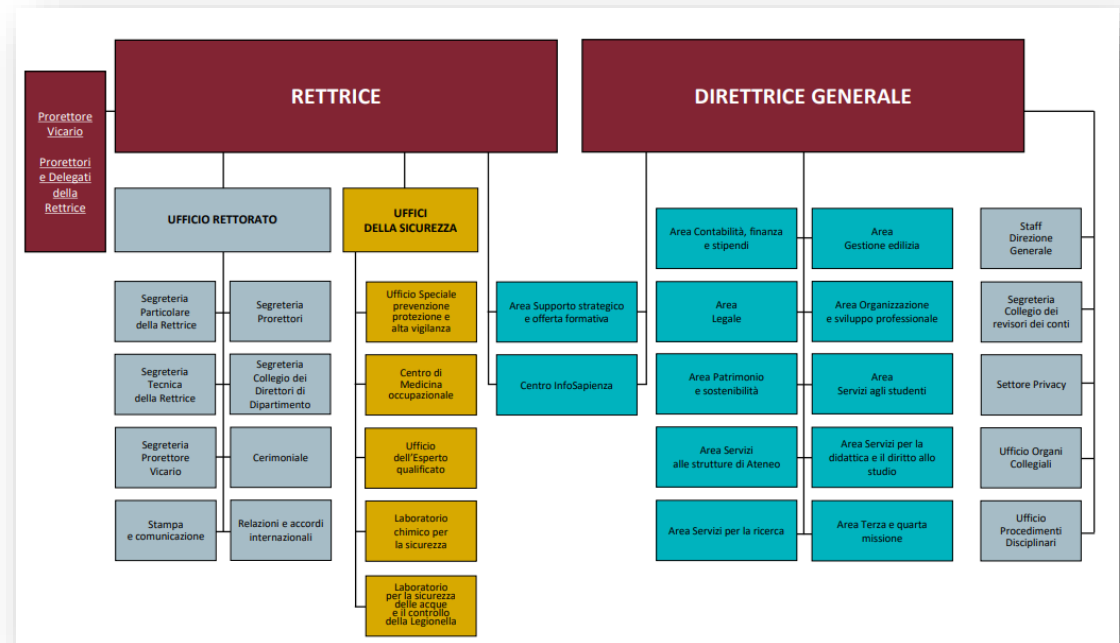 RETTRICE
DIRETTRICE GENERALE
Prorettore
Vicario
Prorettori
e Delegati
della
Rettrice
UFFICIO RETTORATO
UFFICI
DELLA SICUREZZA
Segreteria
Particolare
della Rettrice
Segreteria
Prorettori
Segreteria
Tecnica
della Rettrice
Segreteria
Collegio dei
Direttori di
Dipartimento
Segreteria
Prorettore
Vicario
Cerimoniale
Stampa
e comunicazione
Relazioni e accordi
internazionali
Ufficio Speciale
prevenzione
protezione e
alta vigilanza
Centro di
Medicina
occupazionale
Ufficio
dell’Esperto
qualificato
Laboratorio
chimico per
la sicurezza
Laboratorio
per la sicurezza
delle acque
e il controllo
della Legionella
Area Supporto strategico
e offerta formativa
Centro InfoSapienza
Area Contabilità, finanza
e stipendi
Area
Gestione edilizia
Area
Legale
Area Organizzazione
e sviluppo professionale
Area Patrimonio
e sostenibilità
Area
Servizi agli studenti
Area Servizi
alle strutture di Ateneo
Area Servizi per la
didattica e il diritto allo
studio
Area Servizi per la ricerca
Area Terza e quarta
missione
Staff
Direzione
Generale
Segreteria
Collegio dei
revisori dei conti
Settore Privacy
Ufficio Organi
Collegiali
Ufficio
Procedimenti
Disciplinari